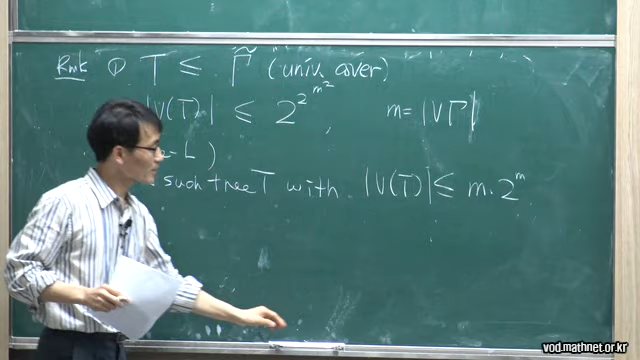 Rmk ① T ≤ Γ̃ (univ. cover)
|V(T)| ≤ 2^{2^{m^2}} m = |VΓ|
-L)
such tree T with |V(T)| ≤ m·2^m
vod.mathnet.or.kr